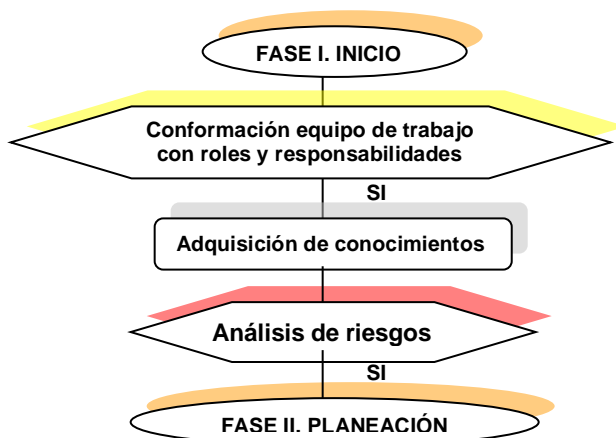 FASE I. INICIO
Conformación equipo de trabajo
con roles y responsabilidades
SI
Adquisición de conocimientos
Análisis de riesgos
SI
FASE II. PLANEACIÓN